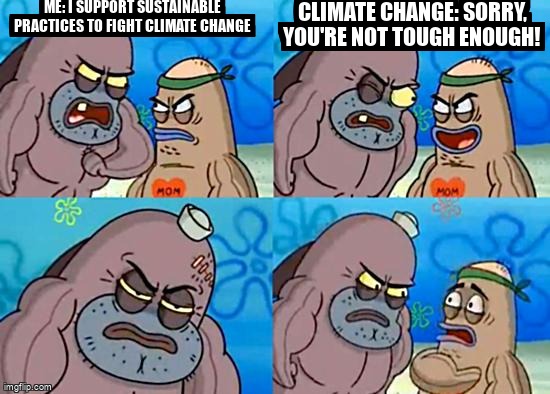 ME: I SUPPORT SUSTAINABLE
PRACTICES TO FIGHT CLIMATE CHANGE
CLIMATE CHANGE: SORRY,
YOU'RE NOT TOUGH ENOUGH!
MOM
MOM
imgflip.com